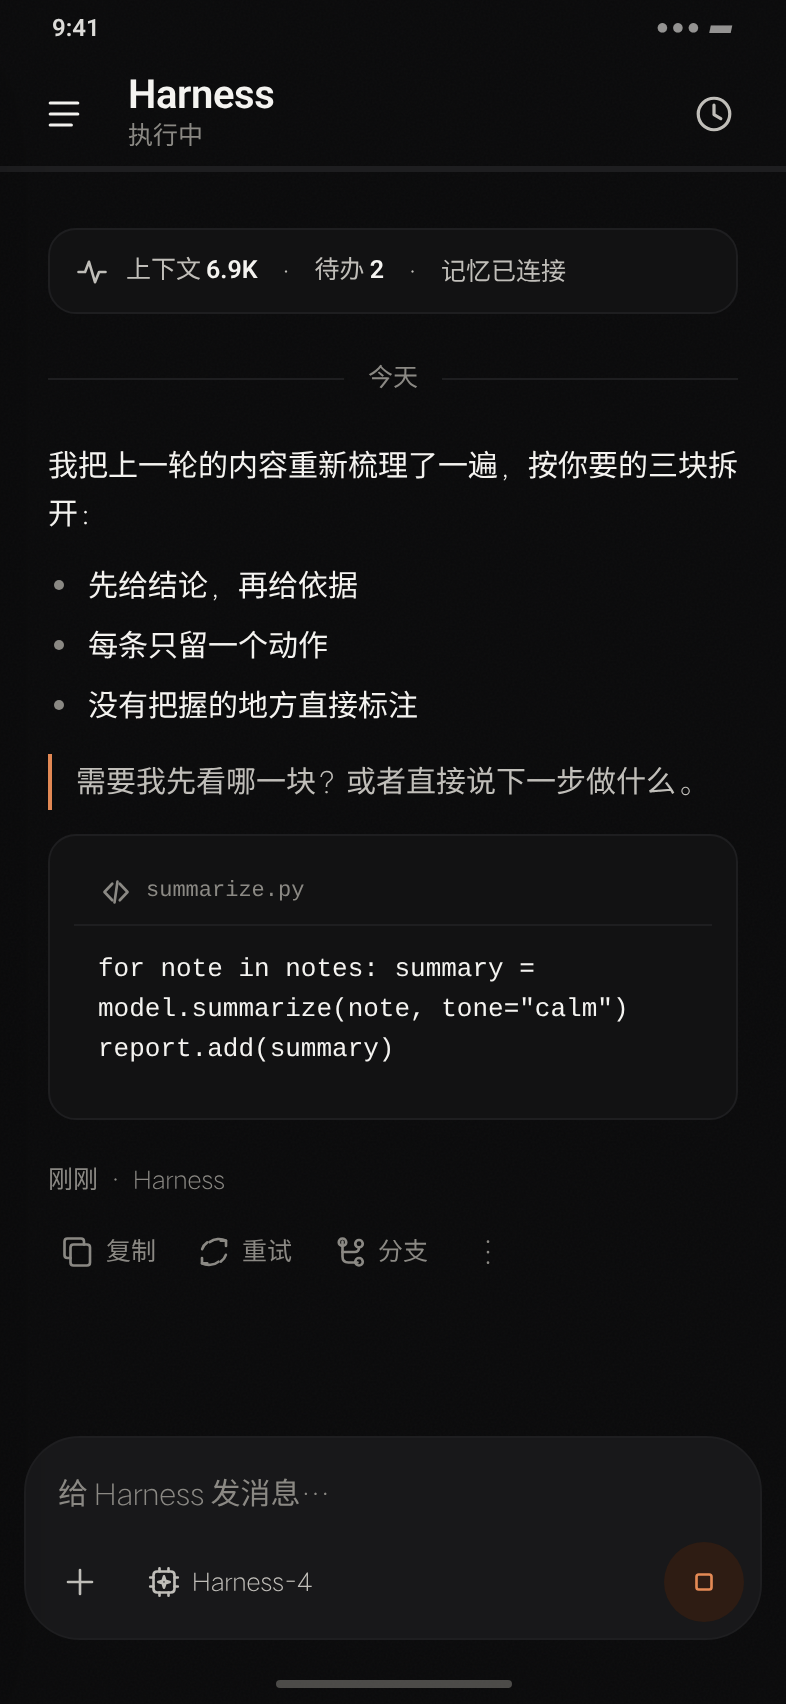 9:41
Harness
执行中
上下文 6.9K · 待办 2 · 记忆已连接
今天
我把上一轮的内容重新梳理了一遍，按你要的三块拆
开：
• 先给结论，再给依据
• 每条只留一个动作
• 没有把握的地方直接标注
需要我先看哪一块？或者直接说下一步做什么。
summarize.py
for note in notes: summary =
model.summarize(note, tone="calm")
report.add(summary)
刚刚 · Harness
复制 重试 分支
给 Harness 发消息…
Harness-4